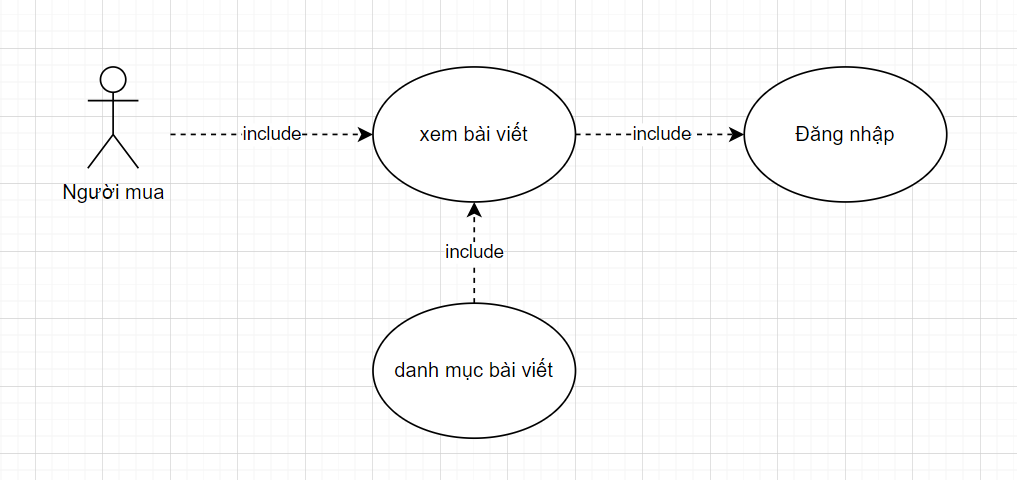 include
xem bài viết
include
Đăng nhập
Người mua
include
danh mục bài viết